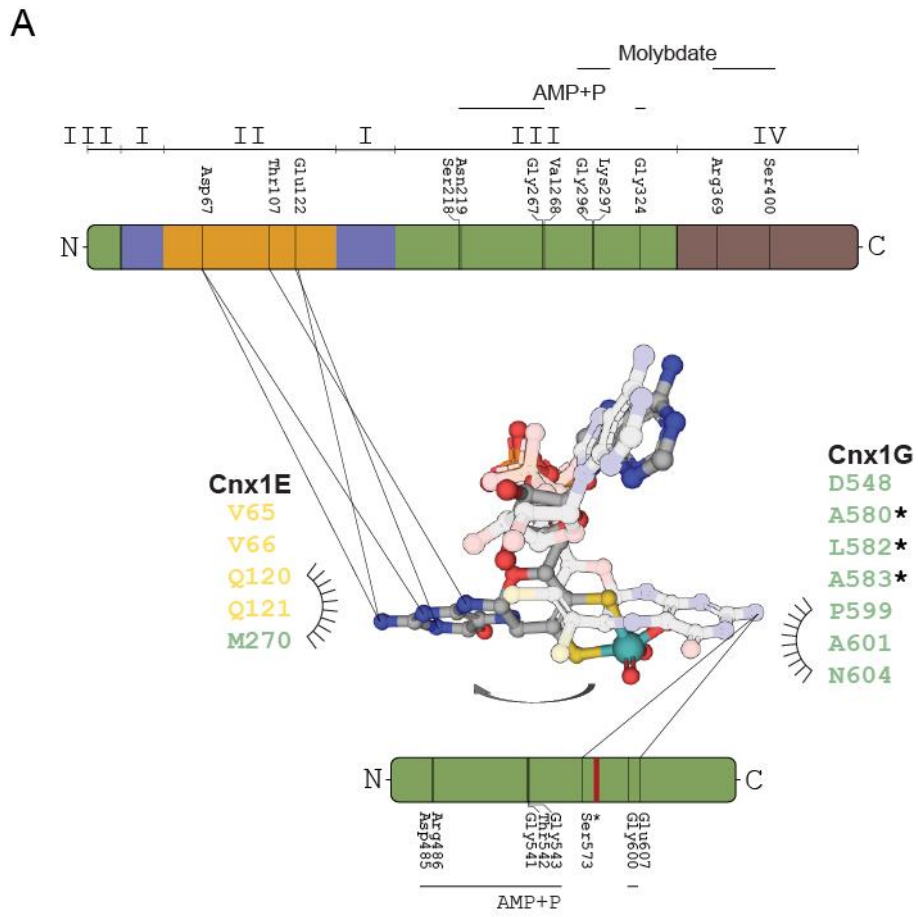 A
Molybdate
AMP+P
III I II I III IV
Asp67
Thr107
Glu122
Ser218
Asn219
Gly267
Val268
Gly296
Lys297
Gly324
Arg369
Ser400
N
C
Cnx1E
V65
V66
Q120
Q121
M270
Cnx1G
D548
A580*
L582*
A583*
P599
A601
N604
N
C
Asp485
Arg486
Gly541
Thr542
Gly543
Ser573*
Gly600
Glu607
AMP+P